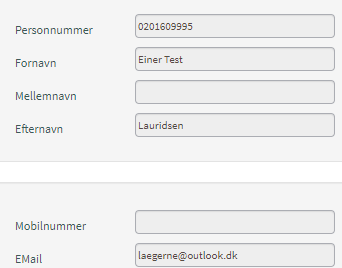 Personnummer 0201609995
Fornavn Einer Test
Mellemnavn
Efternavn Lauridsen
Mobilnummer
EMail laegerne@outlook.dk